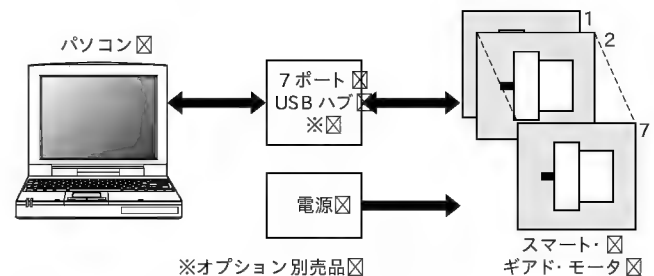 パソコン
7ポート
USBハブ
※
電源
1
2
7
スマート・
ギアド・モータ
※オプション別売品